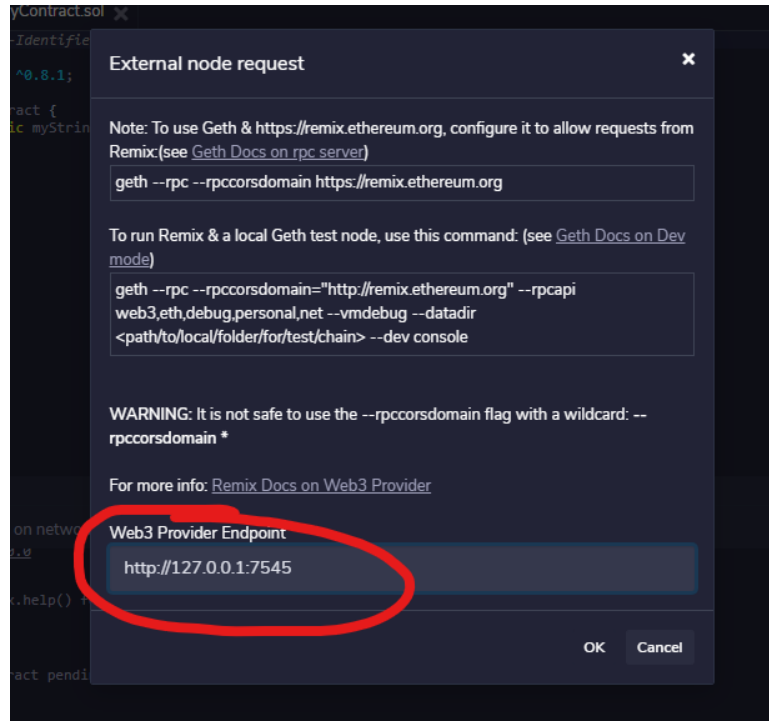 yContract.sol
-Identifie
^0.8.1;
ract {
ic myStrin
External node request
Note: To use Geth & https://remix.ethereum.org, configure it to allow requests from
Remix:(see Geth Docs on rpc server)
geth --rpc --rpccorsdomain https://remix.ethereum.org
To run Remix & a local Geth test node, use this command: (see Geth Docs on Dev
mode)
geth --rpc --rpccorsdomain="http://remix.ethereum.org" --rpcapi
web3,eth,debug,personal,net --vmdebug --datadir
<path/to/local/folder/for/test/chain> --dev console
WARNING: It is not safe to use the --rpccorsdomain flag with a wildcard: --
rpccorsdomain *
For more info: Remix Docs on Web3 Provider
on netwo
Web3 Provider Endpoint
http://127.0.0.1:7545
.help() +
OK Cancel
act pendi